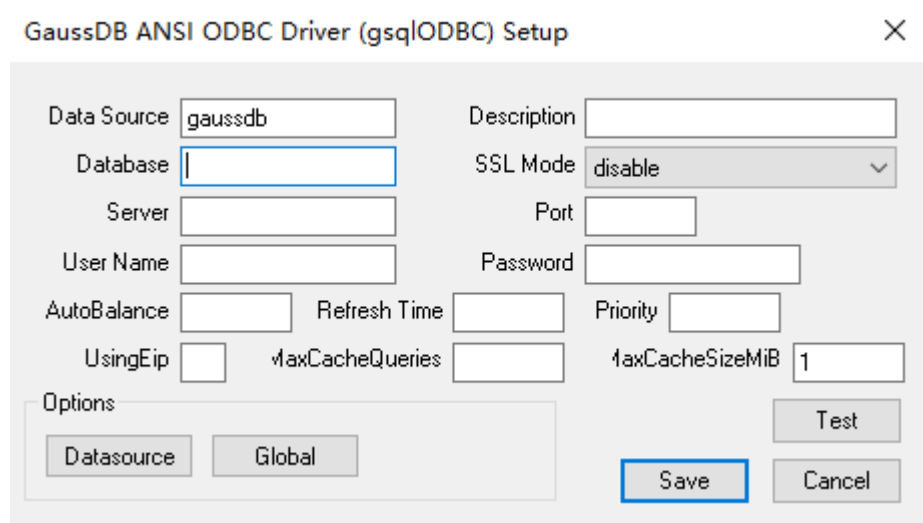 GaussDB ANSI ODBC Driver (gsqlODBC) Setup
Data Source gaussdb Description
Database SSL Mode disable
Server Port
User Name Password
AutoBalance Refresh Time Priority
UsingEip MaxCacheQueries MaxCacheSizeMiB 1
Options
Test
Datasource Global
Save Cancel